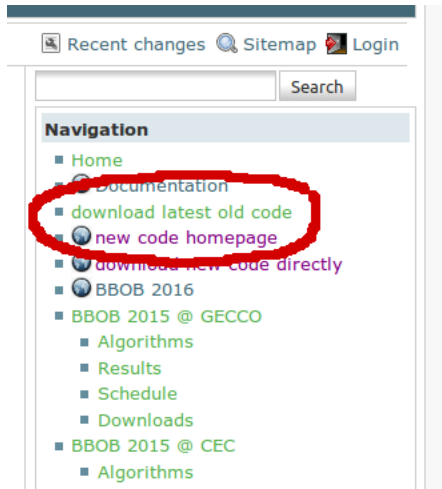 Recent changes Sitemap Login
Search
Navigation
Home
Documentation
download latest old code
new code homepage
download new code directly
BBOB 2016
BBOB 2015 @ GECCO
Algorithms
Results
Schedule
Downloads
BBOB 2015 @ CEC
Algorithms